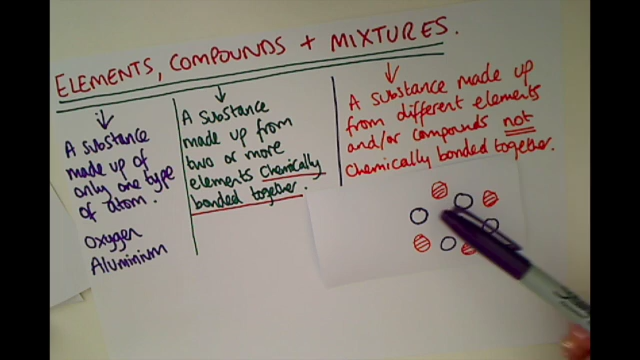 ELEMENTS, COMPOUNDS + MIXTURES.
A substance
made up of
only one type
of atom.
Oxygen
Aluminium
A substance
made up from
two or more
elements chemically
bonded together.
A substance made up
from different elements
and/or compounds not
chemically bonded together.